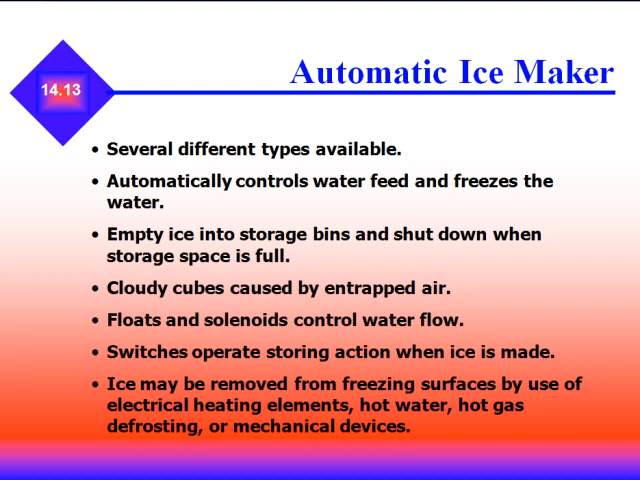 Automatic Ice Maker
14.13
• Several different types available.
• Automatically controls water feed and freezes the
water.
• Empty ice into storage bins and shut down when
storage space is full.
• Cloudy cubes caused by entrapped air.
• Floats and solenoids control water flow.
• Switches operate storing action when ice is made.
• Ice may be removed from freezing surfaces by use of
electrical heating elements, hot water, hot gas
defrosting, or mechanical devices.